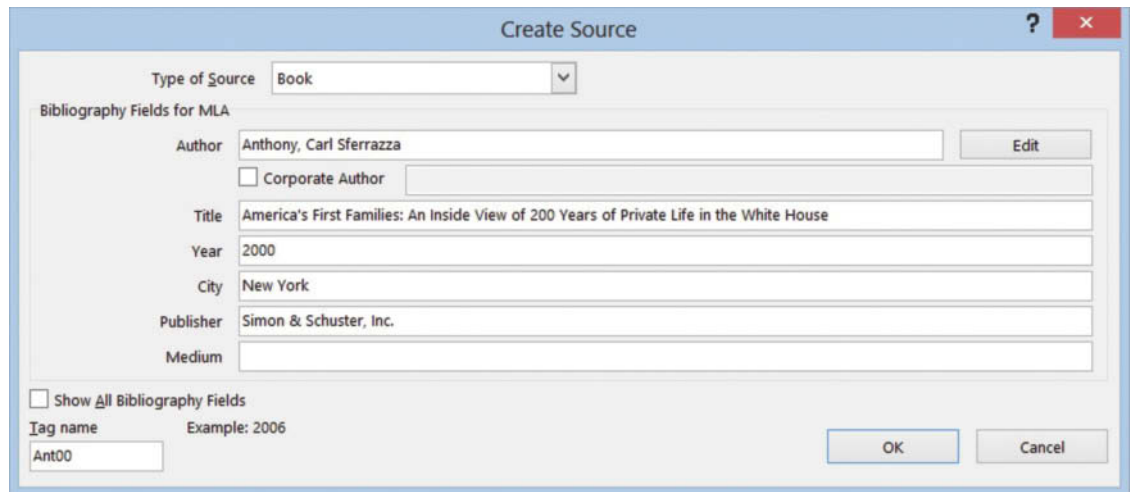 Create Source
?
Type of Source Book
Bibliography Fields for MLA
Author Anthony, Carl Sferrazza Edit
Corporate Author
Title America's First Families: An Inside View of 200 Years of Private Life in the White House
Year 2000
City New York
Publisher Simon & Schuster, Inc.
Medium
Show All Bibliography Fields
Tag name Example: 2006
Ant00 OK Cancel